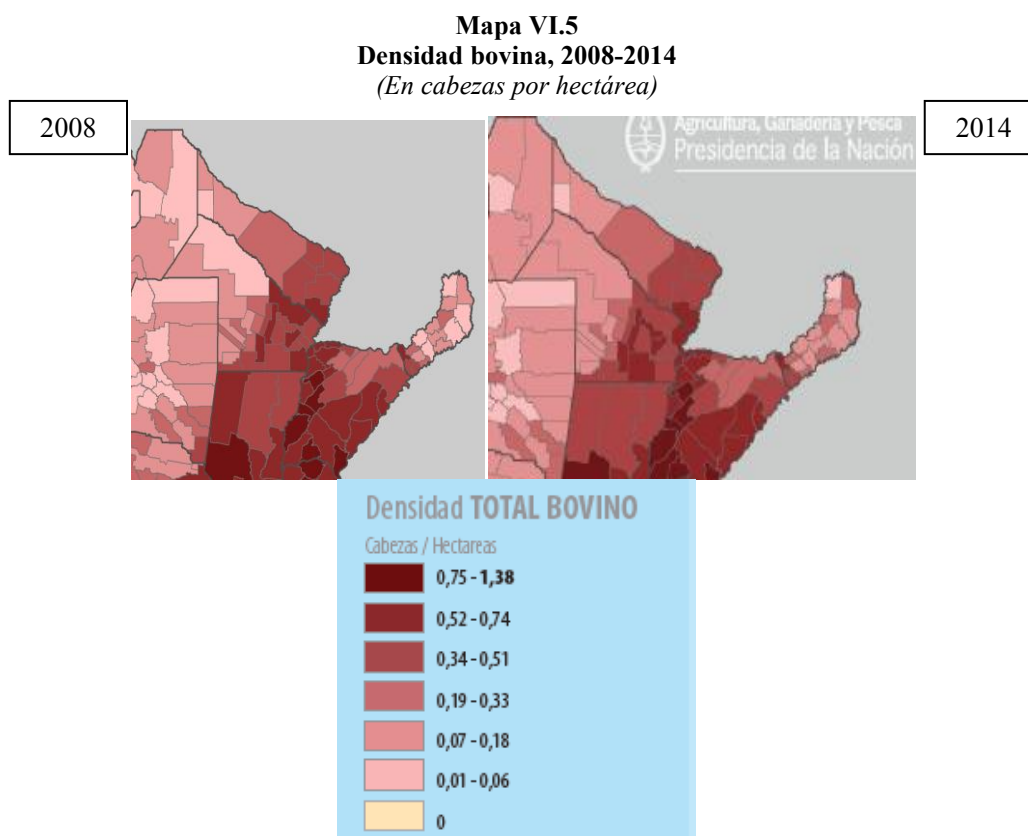 Mapa VI.5
Densidad bovina, 2008-2014
(En cabezas por hectárea)
2008
2014
Agricultura, Ganadería y Pesca
Presidencia de la Nación
Densidad TOTAL BOVINO
Cabezas / Hectareas
0,75 - 1,38
0,52 - 0,74
0,34 - 0,51
0,19 - 0,33
0,07 - 0,18
0,01 - 0,06
0